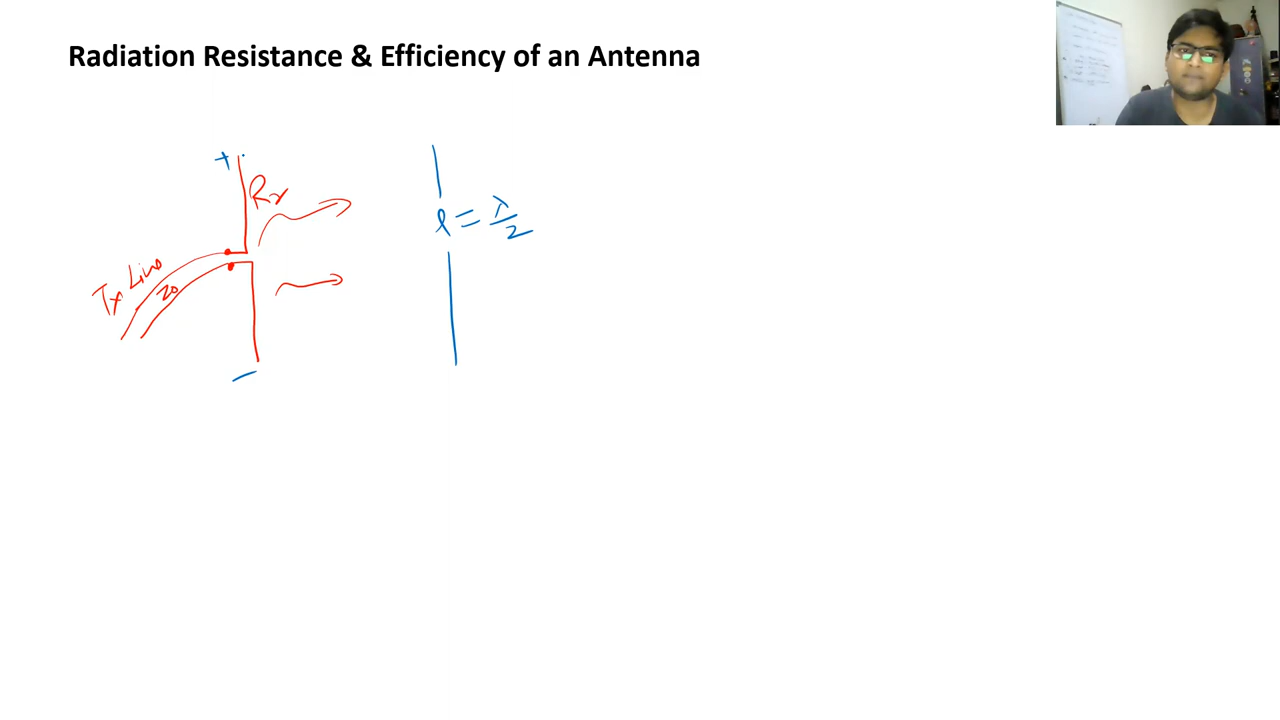 Radiation Resistance & Efficiency of an Antenna
+
Rr
l = λ/2
Tx Line
Z0
−